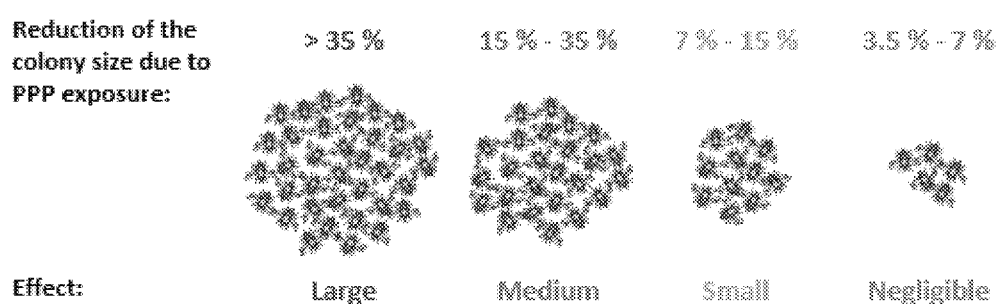 Reduction of the
colony size due to
PPP exposure:
> 35 % 15 % - 35 % 7 % - 15 % 3.5 % - 7 %
Effect: Large Medium Small Negligible